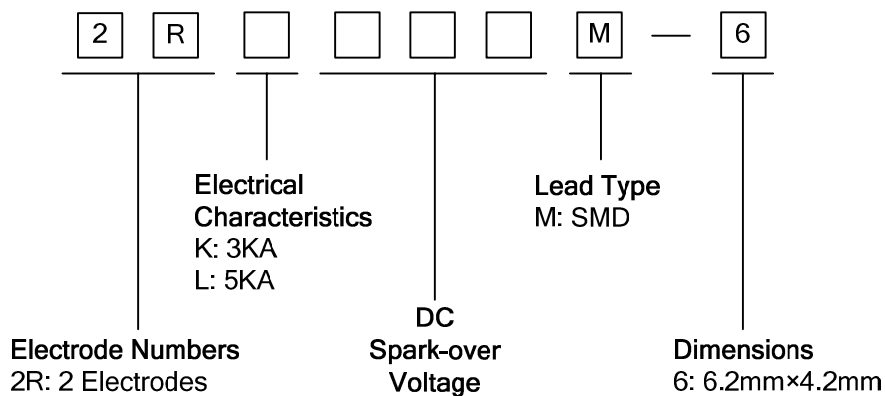 2 R M — 6
Electrical
Characteristics
K: 3KA
L: 5KA
Lead Type
M: SMD
DC
Spark-over
Voltage
Electrode Numbers
2R: 2 Electrodes
Dimensions
6: 6.2mm×4.2mm